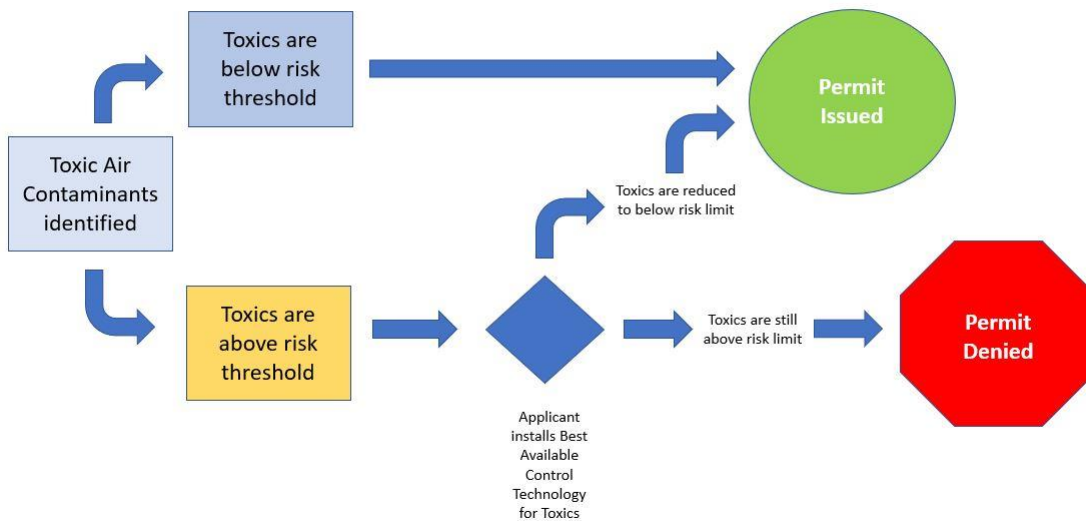 Toxics are
below risk
threshold
Permit
Issued
Toxic Air
Contaminants
identified
Toxics are reduced
to below risk limit
Toxics are
above risk
threshold
Toxics are still
above risk limit
Permit
Denied
Applicant
installs Best
Available
Control
Technology
for Toxics